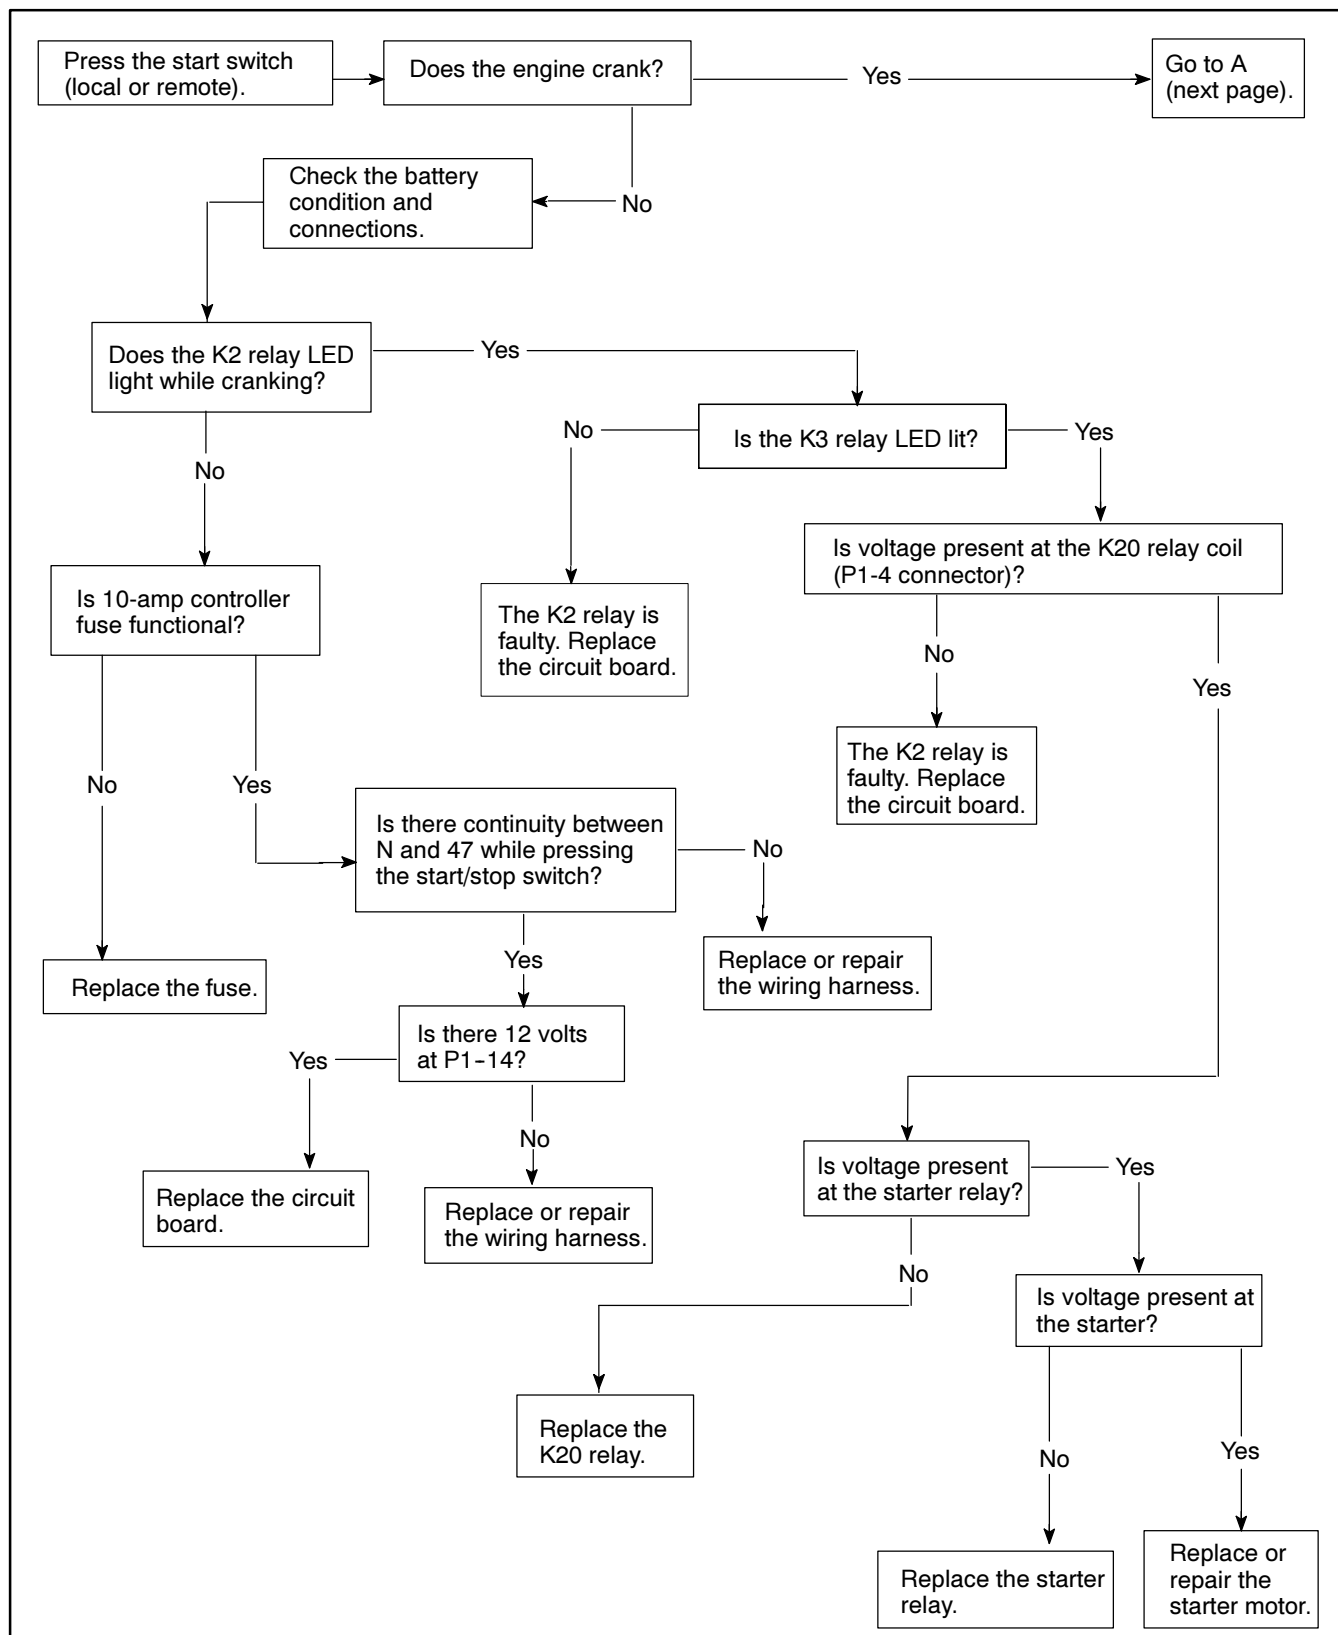 Press the start switch
(local or remote).
Does the engine crank?
Yes
Go to A
(next page).
Check the battery
condition and
connections.
No
Does the K2 relay LED
light while cranking?
Yes
No
Is the K3 relay LED lit?
Yes
No
Is voltage present at the K20 relay coil
(P1-4 connector)?
Is 10-amp controller
fuse functional?
The K2 relay is
faulty. Replace
the circuit board.
No
Yes
The K2 relay is
faulty. Replace
the circuit board.
No
Yes
Is there continuity between
N and 47 while pressing
the start/stop switch?
No
Replace the fuse.
Yes
Replace or repair
the wiring harness.
Is there 12 volts
at P1-14?
Yes
No
Is voltage present
at the starter relay?
Yes
Replace the circuit
board.
Replace or repair
the wiring harness.
No
Is voltage present at
the starter?
Replace the
K20 relay.
No
Yes
Replace the starter
relay.
Replace or
repair the
starter motor.